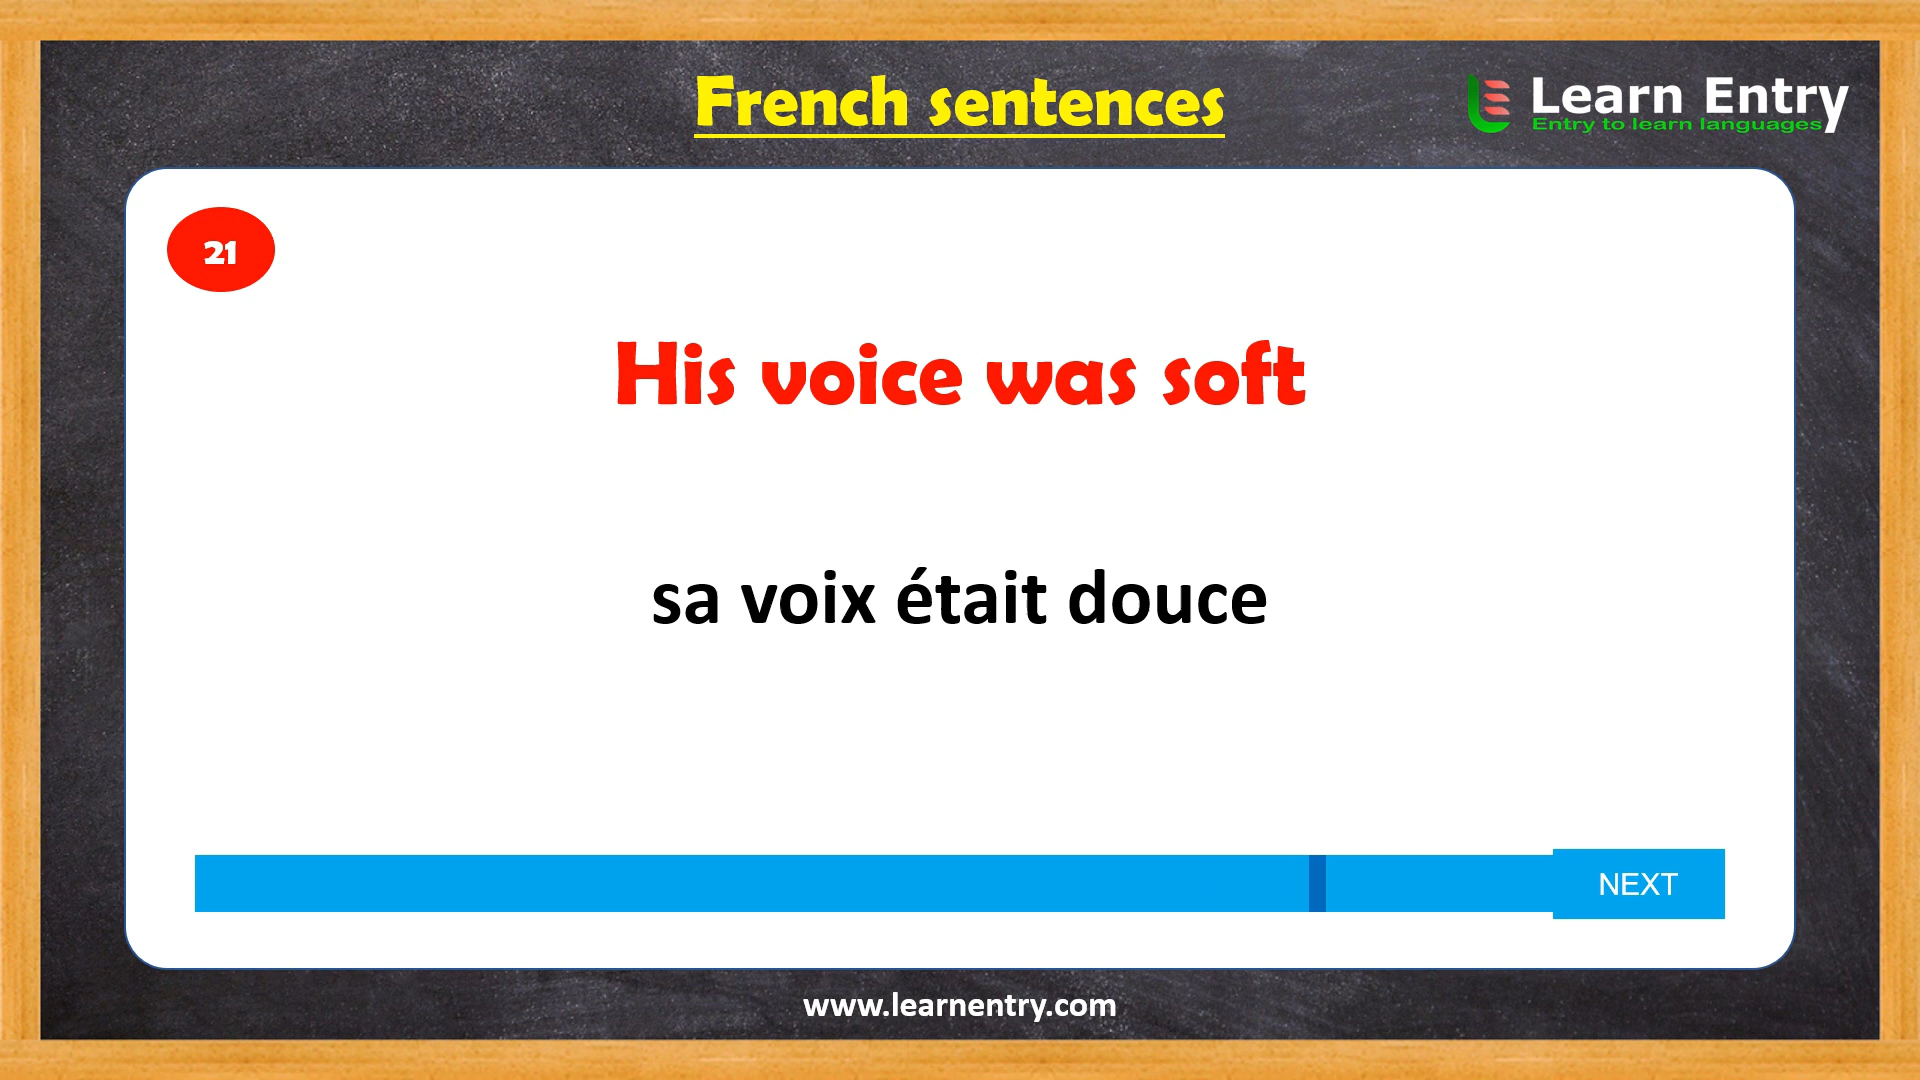 French sentences
Learn Entry
Entry to learn languages
21
His voice was soft
sa voix était douce
NEXT
www.learnentry.com